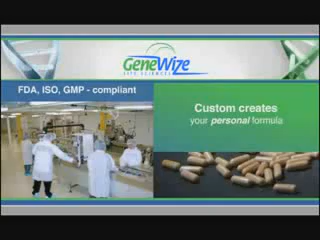 GeneWize
LIFE SCIENCES
FDA, ISO, GMP - compliant
Custom creates
your personal formula